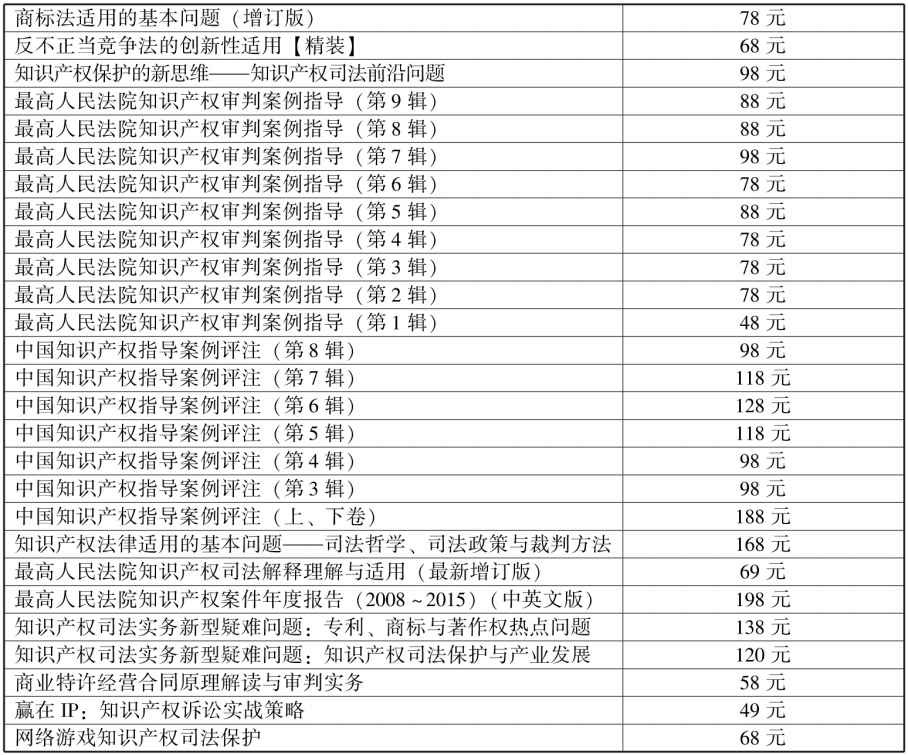 商标法适用的基本问题（增订版） 78 元
反不正当竞争法的创新性适用【精装】 68 元
知识产权保护的新思维——知识产权司法前沿问题 98 元
最高人民法院知识产权审判案例指导（第 9 辑） 88 元
最高人民法院知识产权审判案例指导（第 8 辑） 88 元
最高人民法院知识产权审判案例指导（第 7 辑） 98 元
最高人民法院知识产权审判案例指导（第 6 辑） 78 元
最高人民法院知识产权审判案例指导（第 5 辑） 88 元
最高人民法院知识产权审判案例指导（第 4 辑） 78 元
最高人民法院知识产权审判案例指导（第 3 辑） 78 元
最高人民法院知识产权审判案例指导（第 2 辑） 78 元
最高人民法院知识产权审判案例指导（第 1 辑） 48 元
中国知识产权指导案例评注（第 8 辑） 98 元
中国知识产权指导案例评注（第 7 辑） 118 元
中国知识产权指导案例评注（第 6 辑） 128 元
中国知识产权指导案例评注（第 5 辑） 118 元
中国知识产权指导案例评注（第 4 辑） 98 元
中国知识产权指导案例评注（第 3 辑） 98 元
中国知识产权指导案例评注（上、下卷） 188 元
知识产权法律适用的基本问题——司法哲学、司法政策与裁判方法 168 元
最高人民法院知识产权司法解释理解与适用（最新增订版） 69 元
最高人民法院知识产权案件年度报告（2008～2015）（中英文版） 198 元
知识产权司法实务新型疑难问题：专利、商标与著作权热点问题 138 元
知识产权司法实务新型疑难问题：知识产权司法保护与产业发展 120 元
商业特许经营合同原理解读与审判实务 58 元
赢在 IP：知识产权诉讼实战策略 49 元
网络游戏知识产权司法保护 68 元